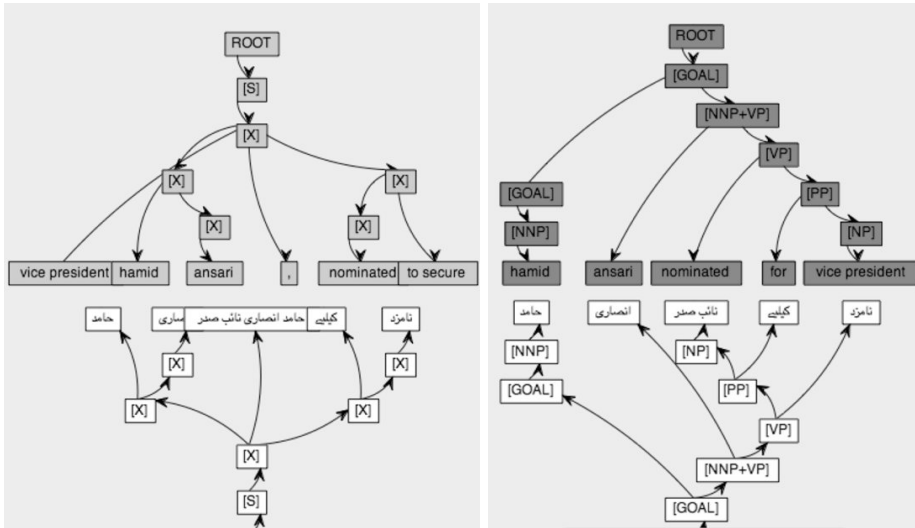 ROOT
[S]
[X]
[X] [X]
[X] [X]
vice president hamid ansari , nominated to secure
حامد انصاری حامد انصاری نائب صدر کیلیے نامزد
[X] [X]
[X] [X]
[X]
[S]
ROOT
[GOAL]
[NNP+VP]
[VP]
[GOAL] [PP]
[NNP] [NP]
hamid ansari nominated for vice president
حامد انصاری نائب صدر کیلیے نامزد
[NNP] [NP]
[GOAL] [PP]
[VP]
[NNP+VP]
[GOAL]